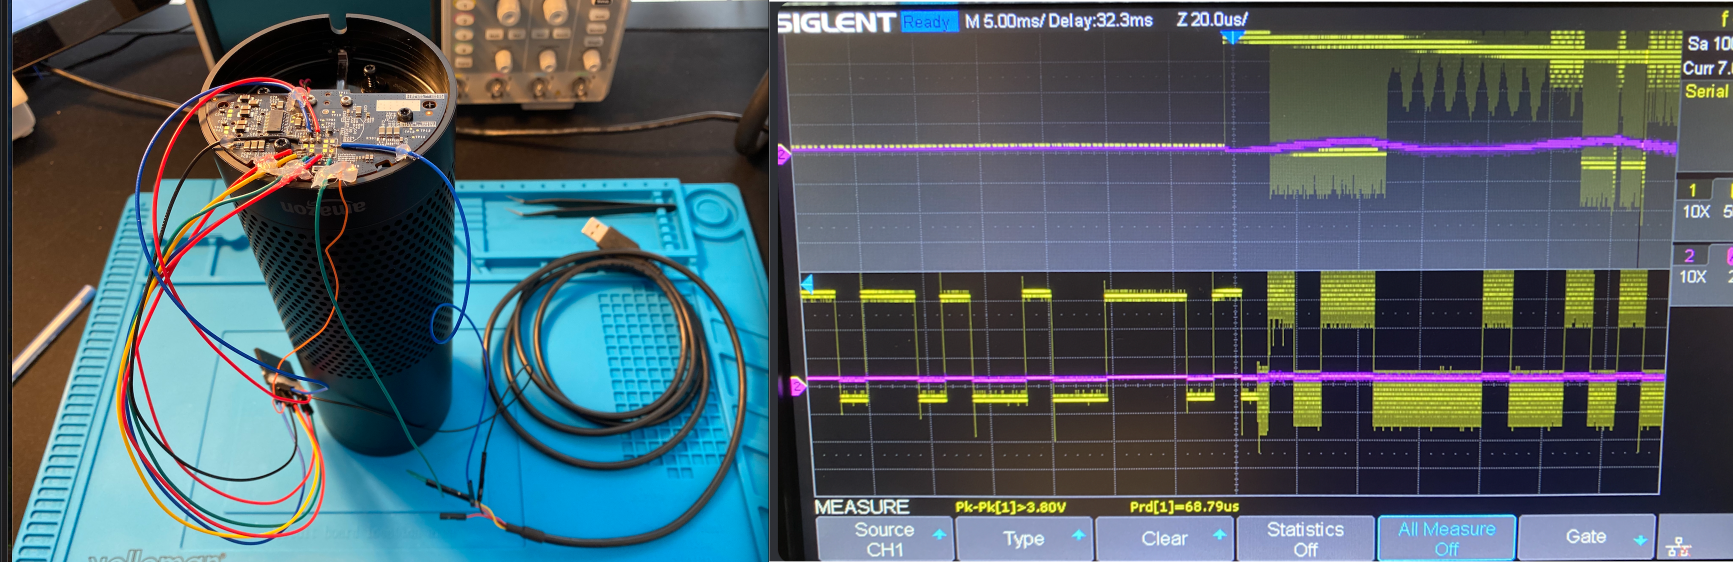 amazon
velleman
SIGLENT Ready M 5.00ms/ Delay:32.3ms Z 20.0us/
f
Sa 10
Curr 7.
Serial
1
10X 5
2
10X 2
2
2
MEASURE Pk-Pk[1]>3.80V Prd[1]=68.79us
Source
CH1
Type
Clear
Statistics
Off
All Measure
Off
Gate